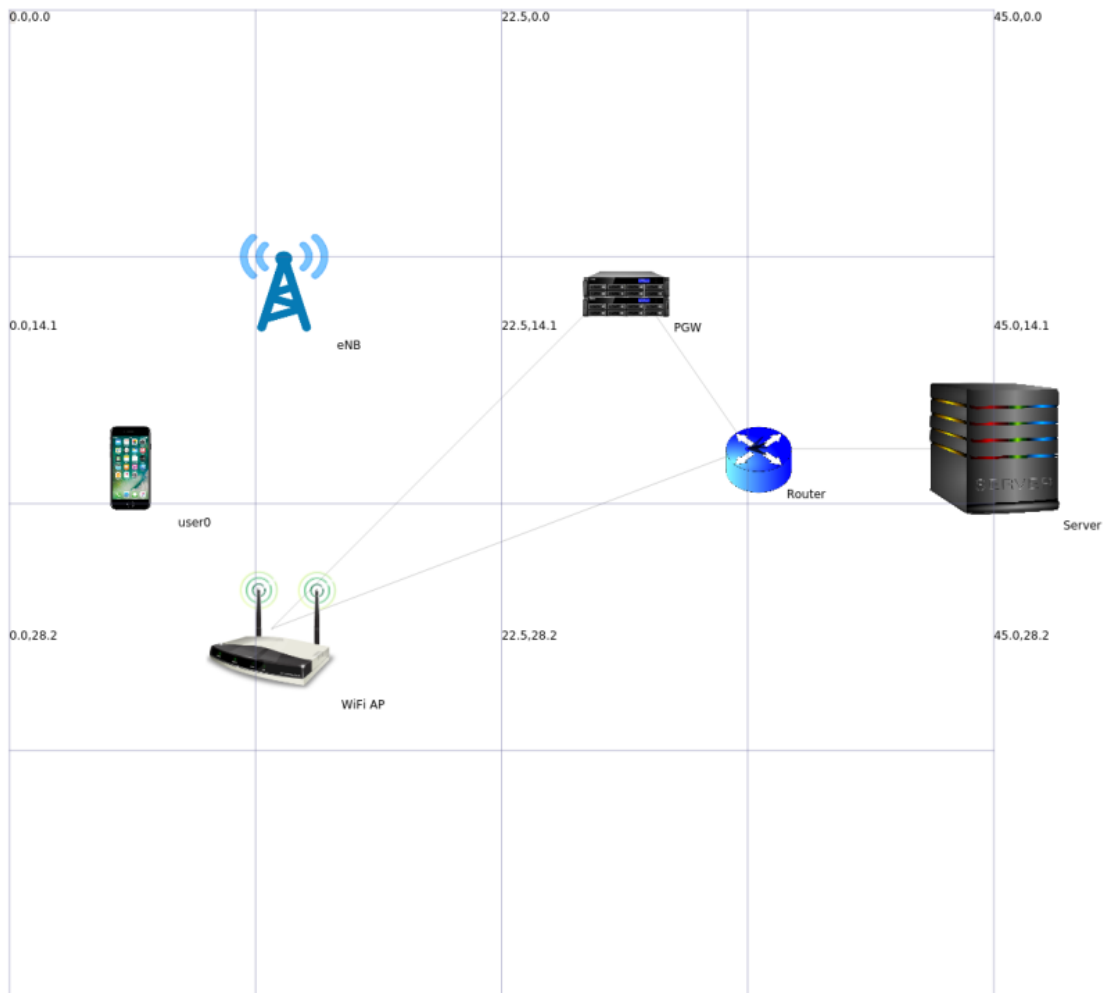 0.0,0.0
22.5,0.0
45.0,0.0
0.0,14.1
22.5,14.1
45.0,14.1
PGW
eNB
SERVER
Router
user0
Server
0.0,28.2
22.5,28.2
45.0,28.2
WiFi AP